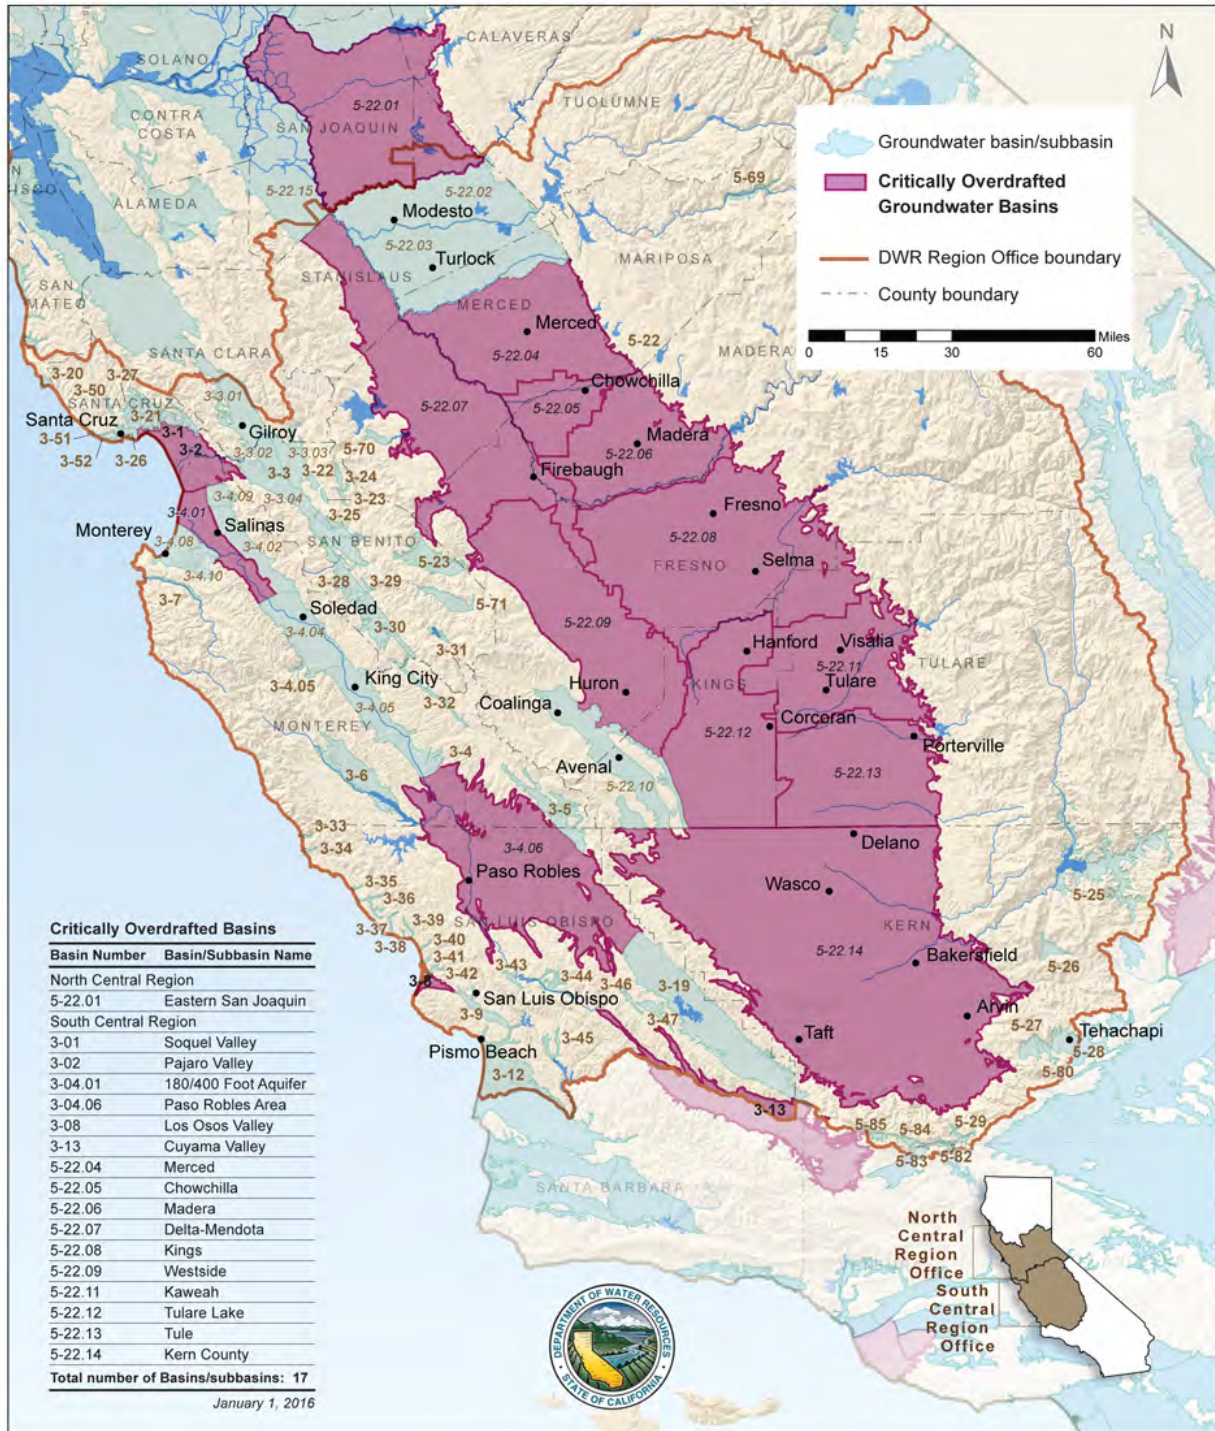 CALAVERAS
SOLANO
N
TUOLUMNE
5-22.01
CONTRA
COSTA
SAN JOAQUIN
Groundwater basin/subbasin
5-69
Critically Overdrafted
Groundwater Basins
5-22.15
5-22.02
ALAMEDA
Modesto
5-22.03
Turlock
DWR Region Office boundary
MARIPOSA
STANISLAUS
SAN
MATEO
County boundary
MERCED
Merced
Miles
0 15 30 60
5-22
5-22.04
MADERA
SANTA CLARA
3-20
3-27
3-50
Chowchilla
3-3.01
5-22.07
5-22.05
SANTA CRUZ
3-21
Santa Cruz
3-51
3-1
Gilroy
3-2
Madera
5-22.06
3-52
3-26
3-3.02
3-3.03
5-70
3-3
3-22
3-24
Firebaugh
3-4.09
3-3.04
3-23
3-25
3-4.01
Fresno
Monterey
Salinas
5-22.08
3-4.08
3-4.02
SAN BENITO
5-23
Selma
FRESNO
3-4.10
3-28
3-29
3-7
5-71
Soledad
3-4.04
3-30
5-22.09
3-31
Hanford
Visalia
5-22.11
TULARE
3-4.05
King City
3-4.05
3-32
Huron
KINGS
Tulare
Coalinga
MONTEREY
Corcoran
5-22.12
Porterville
3-4
Avenal
5-22.10
5-22.13
3-6
3-5
3-33
3-34
3-4.06
Delano
Paso Robles
Wasco
3-35
3-36
5-25
3-39
SAN LUIS OBISPO
KERN
3-37
3-38
3-40
3-41
5-22.14
Bakersfield
3-42
3-43
3-44
3-46
3-19
5-26
3-8
San Luis Obispo
3-9
3-47
Arvin
5-27
Taft
Tehachapi
Pismo Beach
3-45
5-28
5-80
3-12
3-13
5-85
5-84
5-29
5-83
5-82
SANTA BARBARA
Critically Overdrafted Basins
Basin Number Basin/Subbasin Name
North Central Region
5-22.01 Eastern San Joaquin
South Central Region
3-01 Soquel Valley
3-02 Pajaro Valley
3-04.01 180/400 Foot Aquifer
3-04.06 Paso Robles Area
3-08 Los Osos Valley
3-13 Cuyama Valley
5-22.04 Merced
5-22.05 Chowchilla
5-22.06 Madera
5-22.07 Delta-Mendota
5-22.08 Kings
5-22.09 Westside
5-22.11 Kaweah
5-22.12 Tulare Lake
5-22.13 Tule
5-22.14 Kern County
Total number of Basins/subbasins: 17
January 1, 2016
DEPARTMENT OF WATER RESOURCES
STATE OF CALIFORNIA
North
Central
Region
Office
South
Central
Region
Office